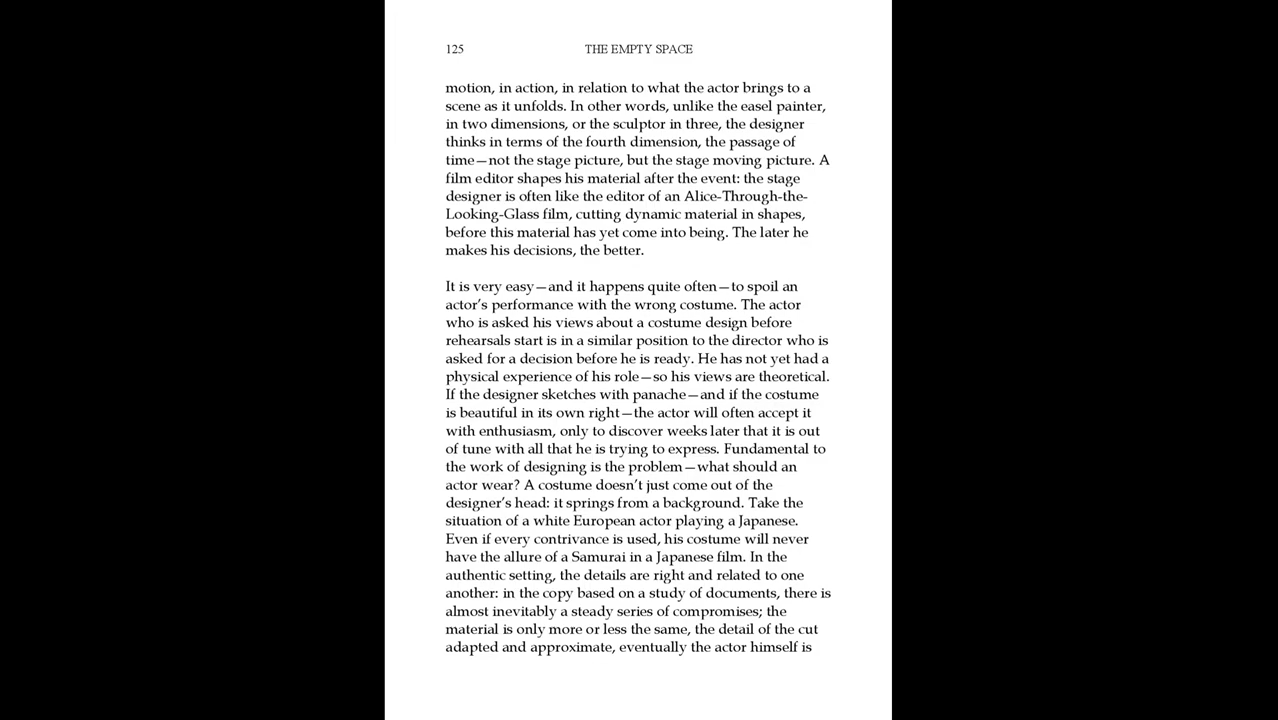 125 THE EMPTY SPACE
motion, in action, in relation to what the actor brings to a
scene as it unfolds. In other words, unlike the easel painter,
in two dimensions, or the sculptor in three, the designer
thinks in terms of the fourth dimension, the passage of
time—not the stage picture, but the stage moving picture. A
film editor shapes his material after the event: the stage
designer is often like the editor of an Alice-Through-the-
Looking-Glass film, cutting dynamic material in shapes,
before this material has yet come into being. The later he
makes his decisions, the better.
It is very easy—and it happens quite often—to spoil an
actor’s performance with the wrong costume. The actor
who is asked his views about a costume design before
rehearsals start is in a similar position to the director who is
asked for a decision before he is ready. He has not yet had a
physical experience of his role—so his views are theoretical.
If the designer sketches with panache—and if the costume
is beautiful in its own right—the actor will often accept it
with enthusiasm, only to discover weeks later that it is out
of tune with all that he is trying to express. Fundamental to
the work of designing is the problem—what should an
actor wear? A costume doesn’t just come out of the
designer’s head: it springs from a background. Take the
situation of a white European actor playing a Japanese.
Even if every contrivance is used, his costume will never
have the allure of a Samurai in a Japanese film. In the
authentic setting, the details are right and related to one
another: in the copy based on a study of documents, there is
almost inevitably a steady series of compromises; the
material is only more or less the same, the detail of the cut
adapted and approximate, eventually the actor himself is